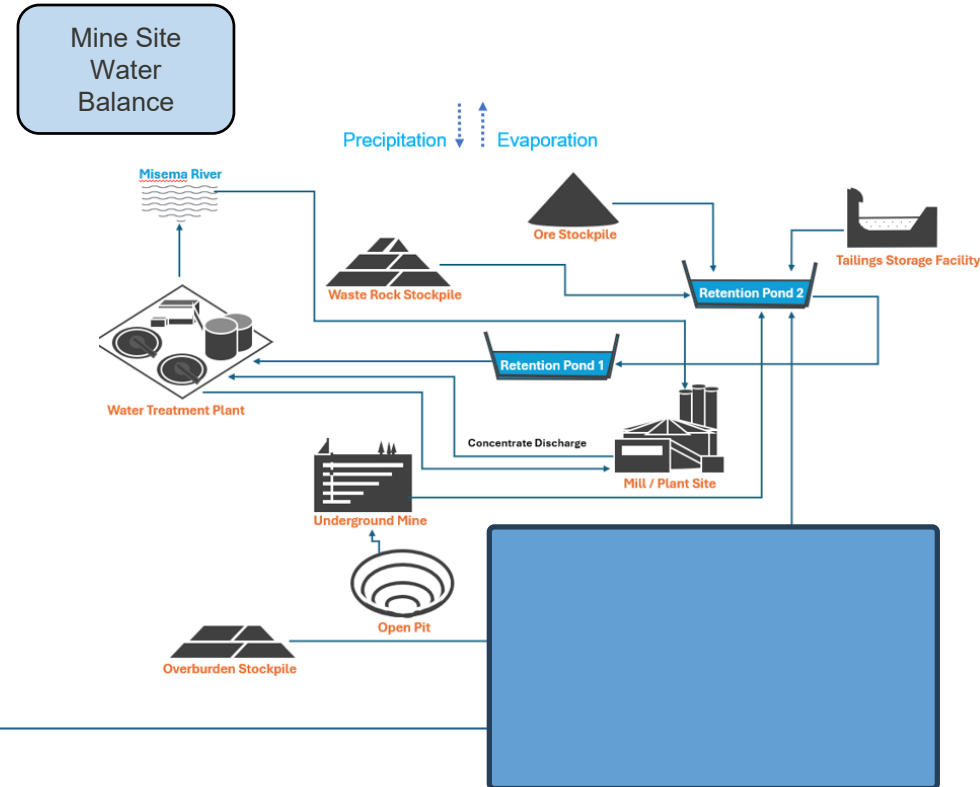 Mine Site
Water
Balance
Precipitation
Evaporation
Misema River
Ore Stockpile
Tailings Storage Facility
Waste Rock Stockpile
Retention Pond 2
Retention Pond 1
Water Treatment Plant
Concentrate Discharge
Mill / Plant Site
Underground Mine
Open Pit
Overburden Stockpile